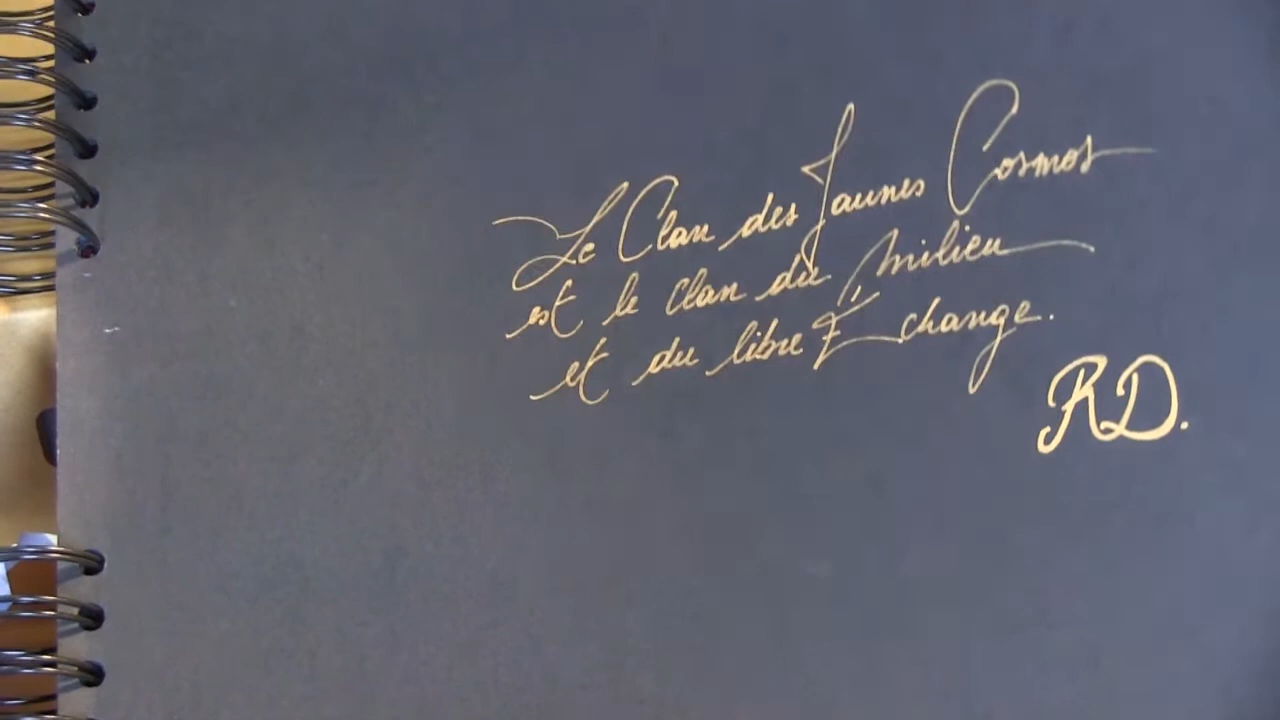 Le Clan des Jaunes Cosmos
est le clan du Milieu
et du libre Échange.
RD.